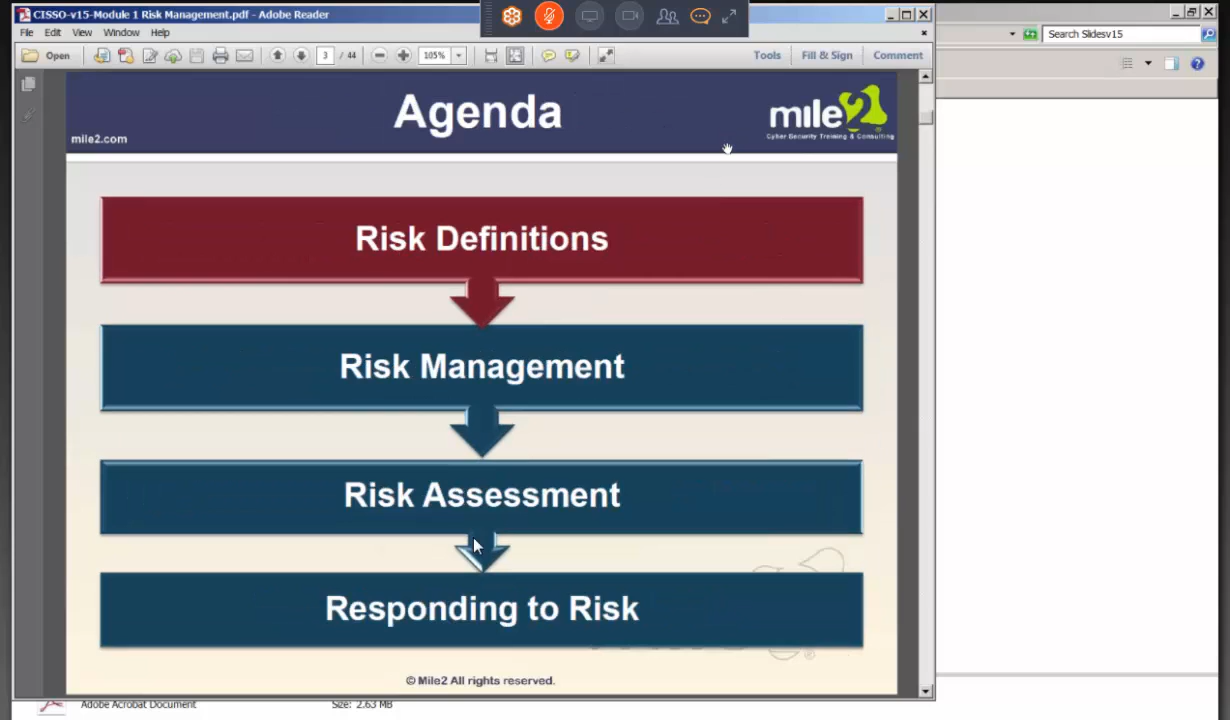 CISSO-v15-Module 1 Risk Management.pdf - Adobe Reader
File Edit View Window Help
Search Slidesv15
Open 3 / 44 105% Tools Fill & Sign Comment
Agenda
mile2
Cyber Security Training & Consulting
mile2.com
Risk Definitions
Risk Management
Risk Assessment
Responding to Risk
© Mile2 All rights reserved.
Adobe Acrobat Document Size: 2.63 MB